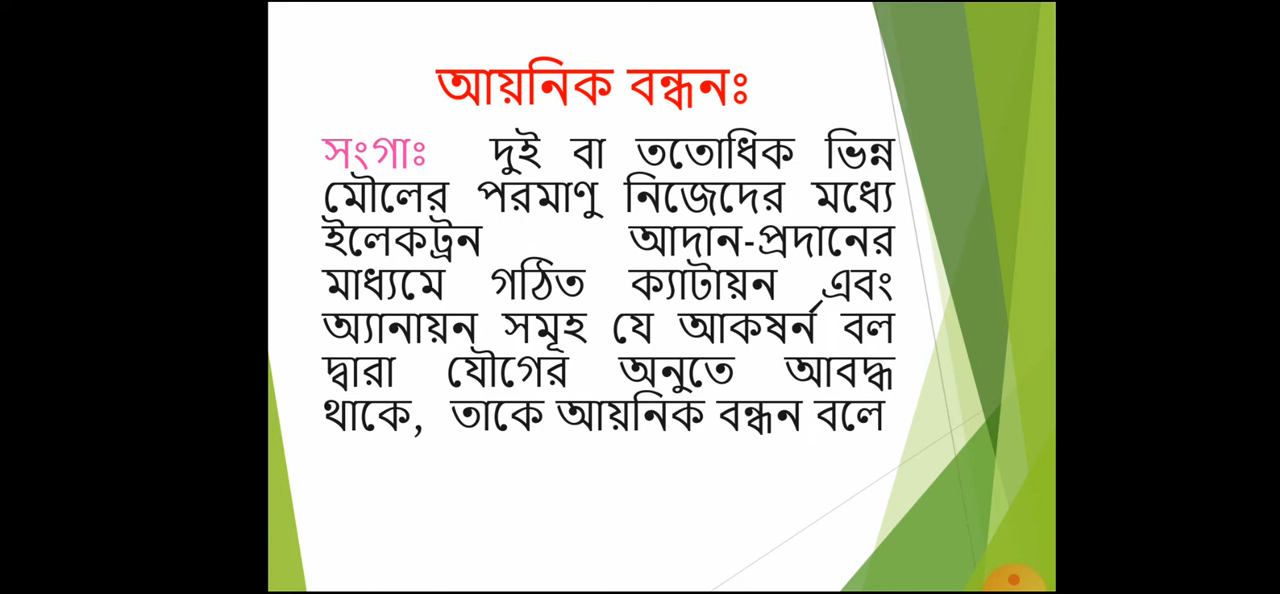 আয়নিক বন্ধনঃ
সংগাঃ দুই বা ততোধিক ভিন্ন
মৌলের পরমাণু নিজেদের মধ্যে
ইলেকট্রন আদান-প্রদানের
মাধ্যমে গঠিত ক্যাটায়ন এবং
অ্যানায়ন সমূহ যে আকষর্ন বল
দ্বারা যৌগের অনুতে আবদ্ধ
থাকে, তাকে আয়নিক বন্ধন বলে